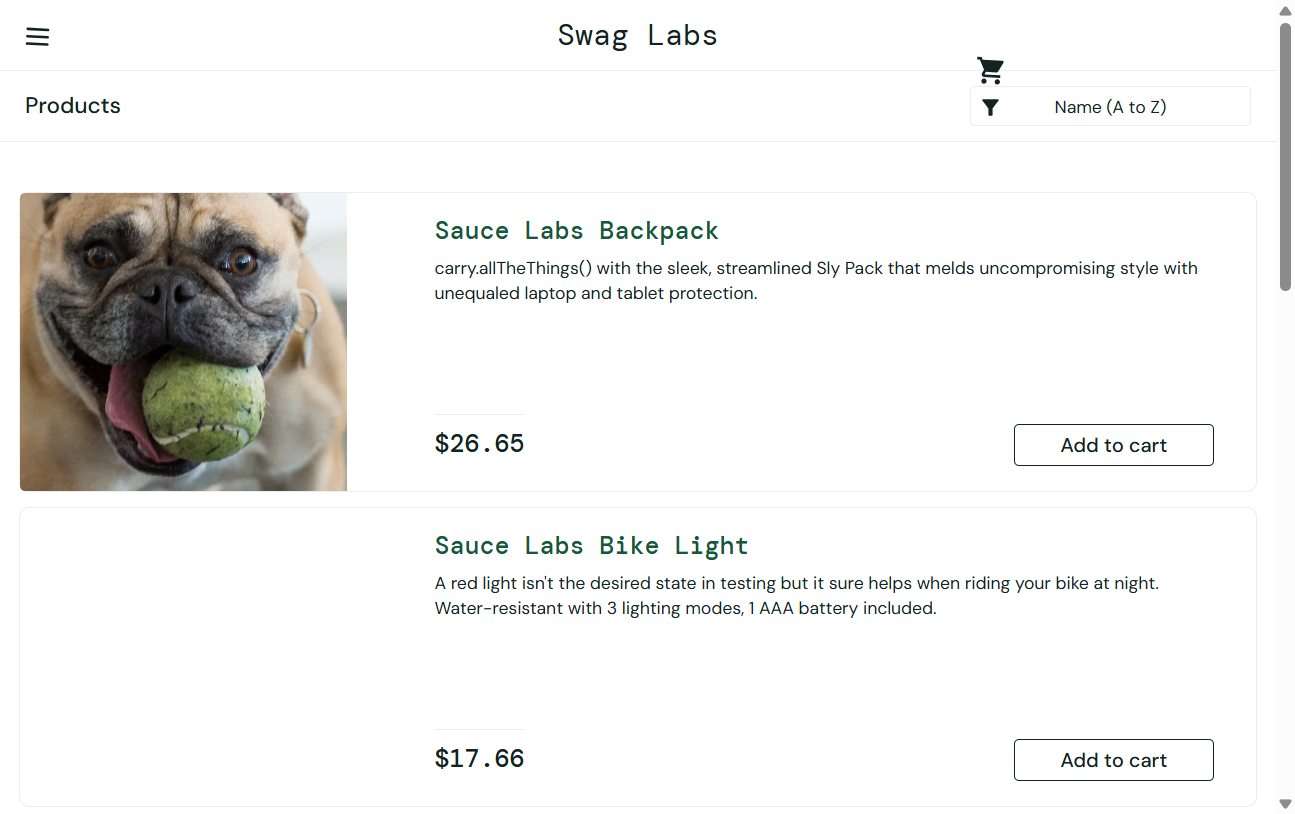 Swag Labs
Products
Name (A to Z)
Sauce Labs Backpack
carry.allTheThings() with the sleek, streamlined Sly Pack that melds uncompromising style with
unequaled laptop and tablet protection.
$26.65
Add to cart
Sauce Labs Bike Light
A red light isn't the desired state in testing but it sure helps when riding your bike at night.
Water-resistant with 3 lighting modes, 1 AAA battery included.
$17.66
Add to cart